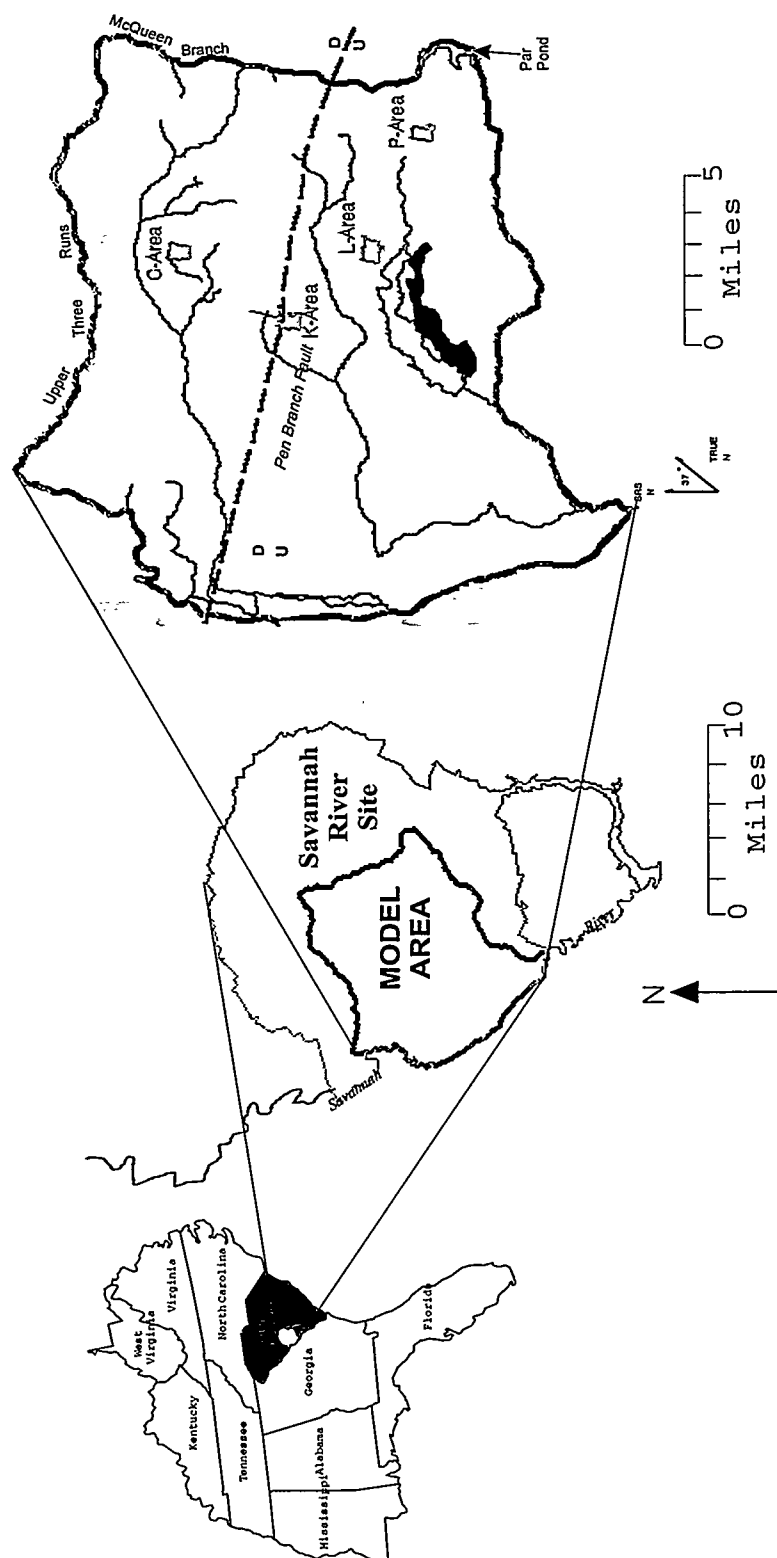 West
Virginia
Kentucky
Virginia
Tennessee
North Carolina
Mississippi
Alabama
Georgia
Florida
Savannah
River
Savannah
River
Site
MODEL
AREA
N
0 10
Miles
Upper Three Runs
McQueen Branch
C-Area
K-Area
L-Area
P-Area
Pen Branch Fault
D
U
D
U
Par
Pond
SRS
N
37°
TRUE
N
0 5
Miles